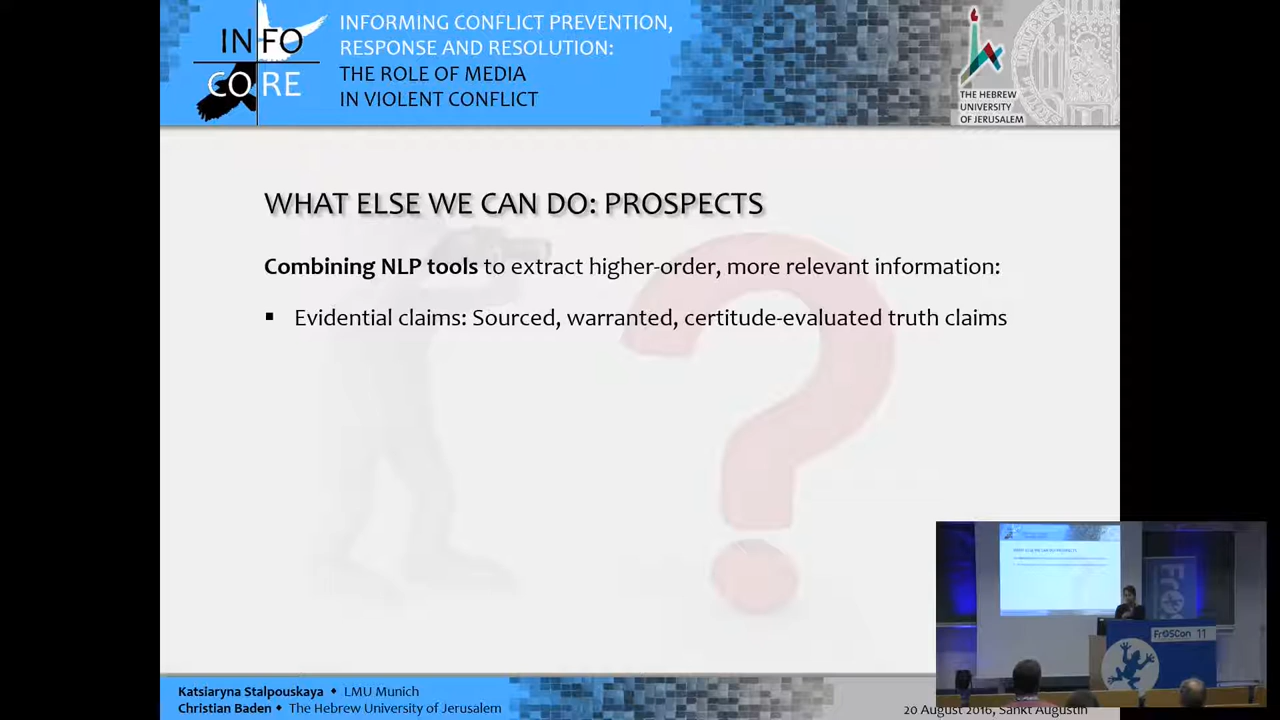 INFO
CORE
INFORMING CONFLICT PREVENTION,
RESPONSE AND RESOLUTION:
THE ROLE OF MEDIA
IN VIOLENT CONFLICT
THE HEBREW
UNIVERSITY
OF JERUSALEM
WHAT ELSE WE CAN DO: PROSPECTS
Combining NLP tools to extract higher-order, more relevant information:
▪ Evidential claims: Sourced, warranted, certitude-evaluated truth claims
FrOSCon 11
Katsiaryna Stalpouskaya ♦ LMU Munich
Christian Baden ♦ The Hebrew University of Jerusalem
20 August 2016, Sankt Augustin